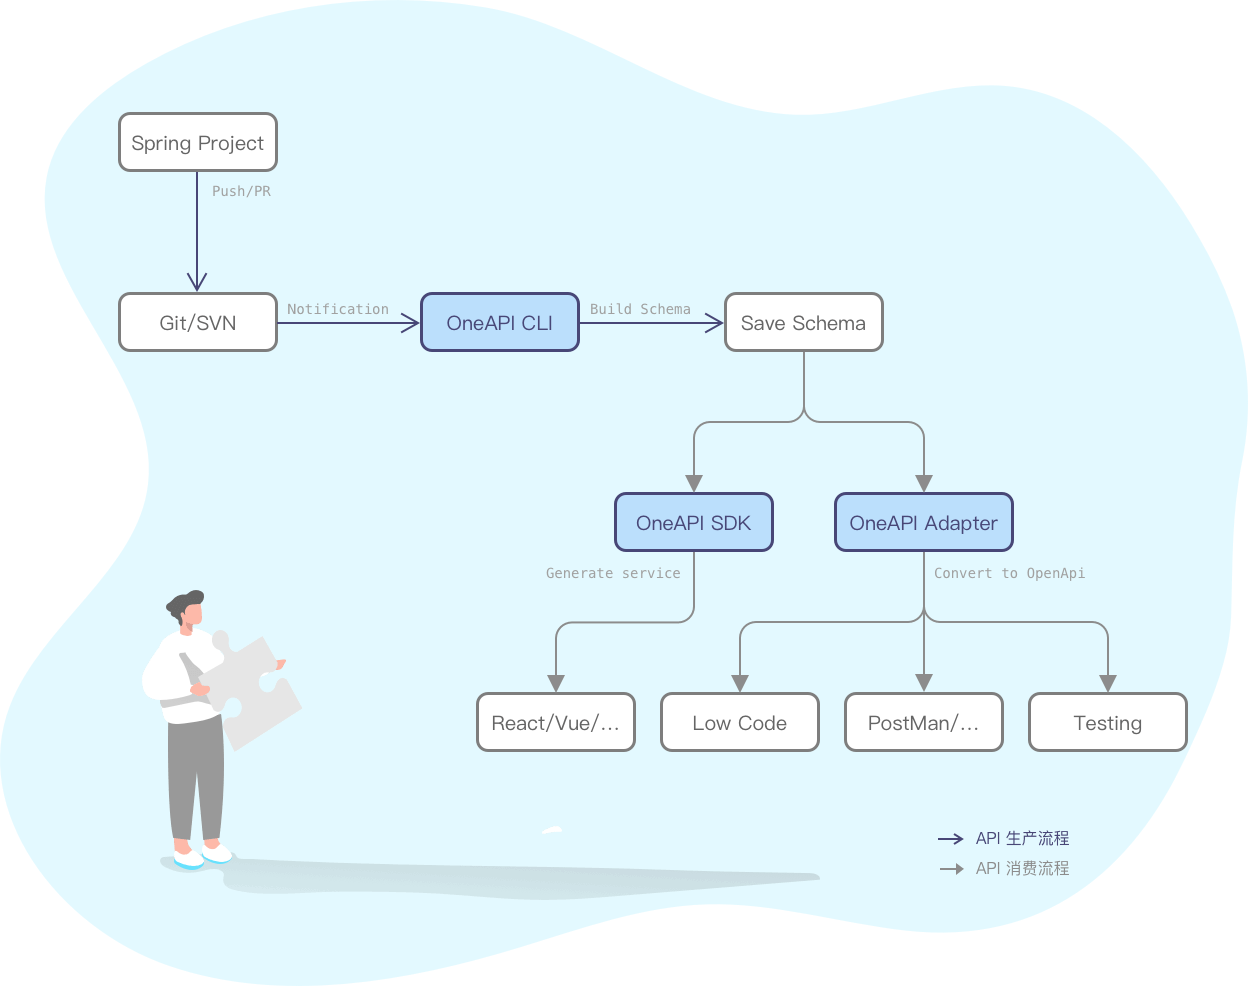 Spring Project
Push/PR
Git/SVN
Notification
OneAPI CLI
Build Schema
Save Schema
OneAPI SDK
OneAPI Adapter
Generate service
Convert to OpenApi
React/Vue/...
Low Code
PostMan/...
Testing
API 生产流程
API 消费流程